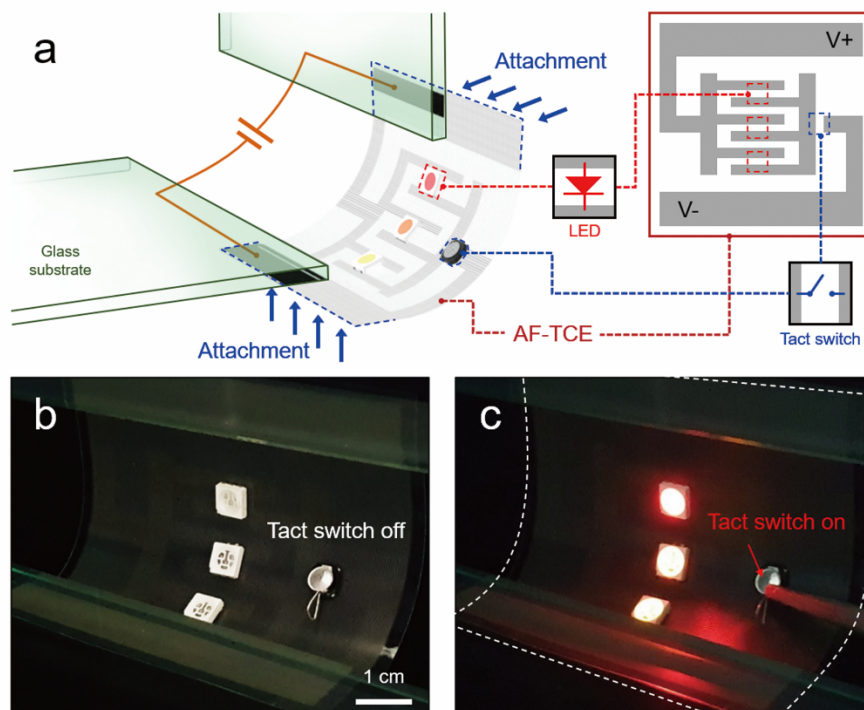 a
Attachment
V+
V-
LED
Glass
substrate
Attachment
AF-TCE
Tact switch
b
Tact switch off
1 cm
c
Tact switch on